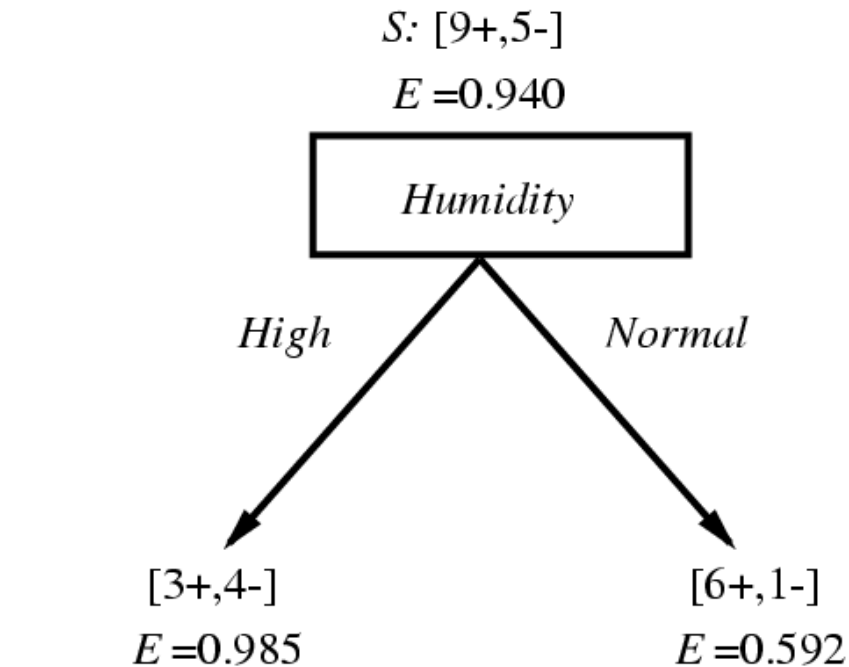 S: [9+,5-]
E =0.940
Humidity
High
Normal
[3+,4-]
E =0.985
[6+,1-]
E =0.592